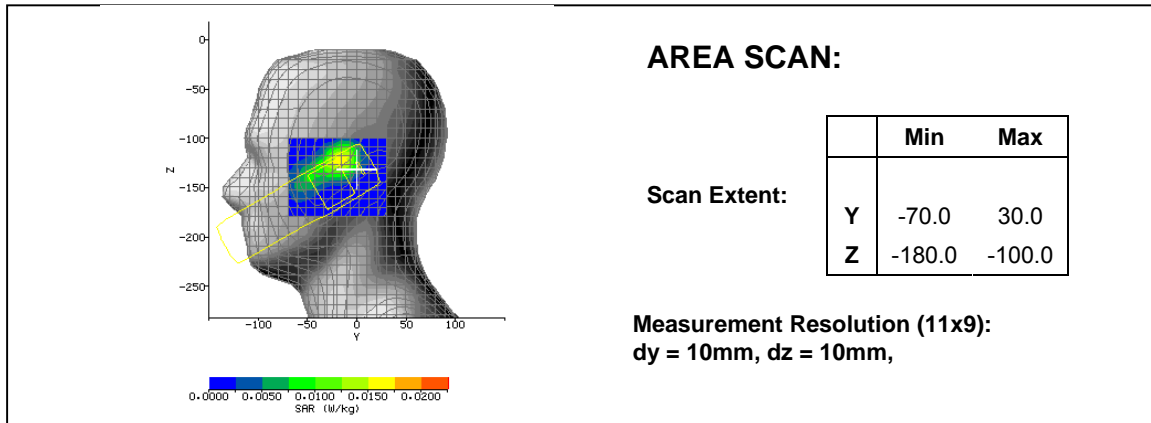 AREA SCAN:
0
-50
-100
-150
-200
-250
Z
-100 -50 0 50 100
Y
0.0000 0.0050 0.0100 0.0150 0.0200
SAR (W/kg)
Scan Extent:
Min Max
Y -70.0 30.0
Z -180.0 -100.0
Measurement Resolution (11x9):
dy = 10mm, dz = 10mm,